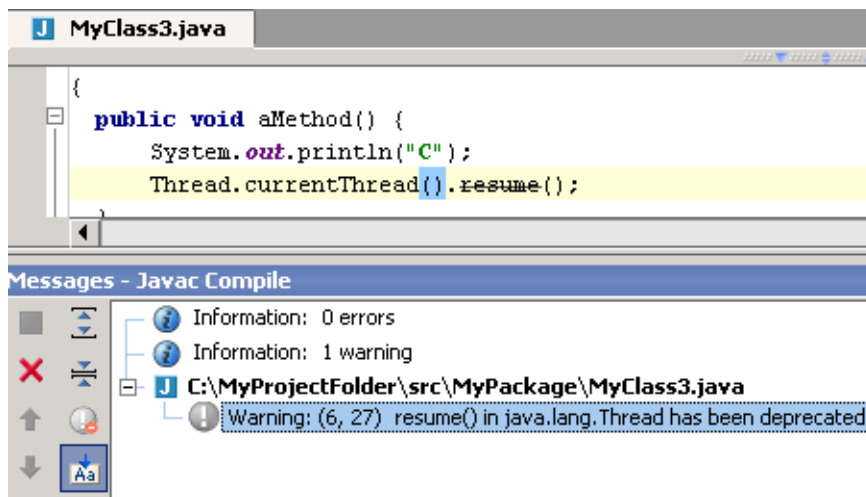 J MyClass3.java
{
public void aMethod() {
System.out.println("C");
Thread.currentThread().resume();
}
Messages - Javac Compile
i Information: 0 errors
i Information: 1 warning
J C:\MyProjectFolder\src\MyPackage\MyClass3.java
! Warning: (6, 27) resume() in java.lang.Thread has been deprecated
Aa